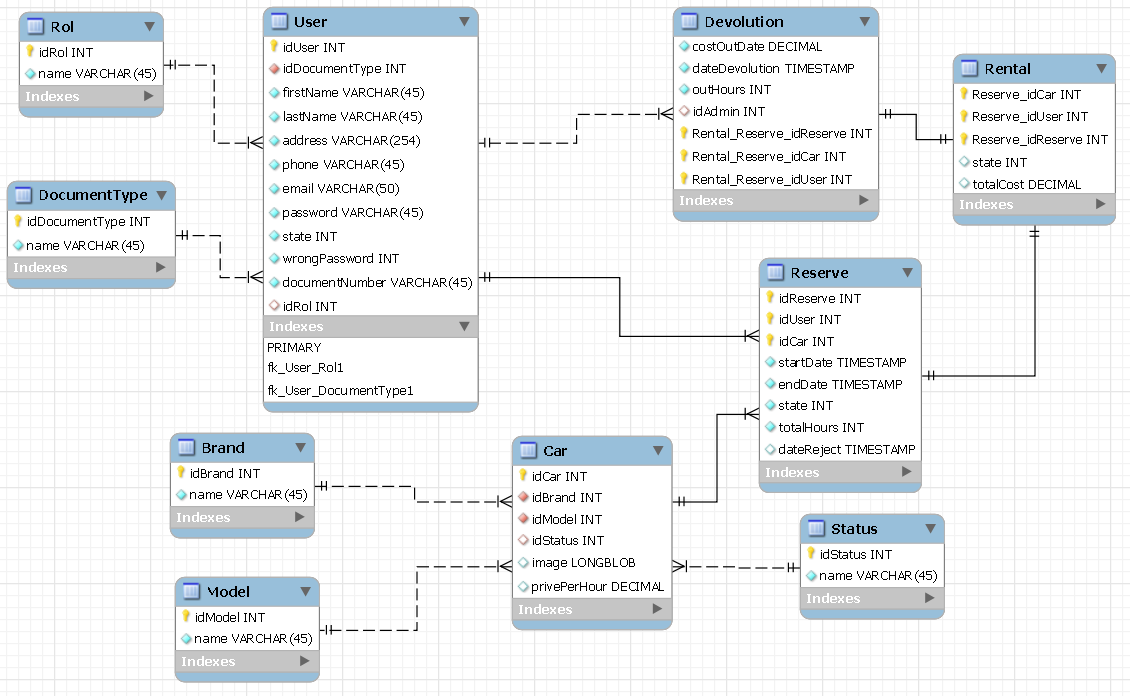 Rol
idRol INT
name VARCHAR(45)
Indexes
User
idUser INT
idDocumentType INT
firstName VARCHAR(45)
lastName VARCHAR(45)
address VARCHAR(254)
phone VARCHAR(45)
email VARCHAR(50)
password VARCHAR(45)
state INT
wrongPassword INT
documentNumber VARCHAR(45)
idRol INT
Indexes
PRIMARY
fk_User_Rol1
fk_User_DocumentType1
Devolution
costOutDate DECIMAL
dateDevolution TIMESTAMP
outHours INT
idAdmin INT
Rental_Reserve_idReserve INT
Rental_Reserve_idCar INT
Rental_Reserve_idUser INT
Indexes
Rental
Reserve_idCar INT
Reserve_idUser INT
Reserve_idReserve INT
state INT
totalCost DECIMAL
Indexes
DocumentType
idDocumentType INT
name VARCHAR(45)
Indexes
Reserve
idReserve INT
idUser INT
idCar INT
startDate TIMESTAMP
endDate TIMESTAMP
state INT
totalHours INT
dateReject TIMESTAMP
Indexes
Brand
idBrand INT
name VARCHAR(45)
Indexes
Car
idCar INT
idBrand INT
idModel INT
idStatus INT
image LONGBLOB
privePerHour DECIMAL
Indexes
Status
idStatus INT
name VARCHAR(45)
Indexes
Model
idModel INT
name VARCHAR(45)
Indexes